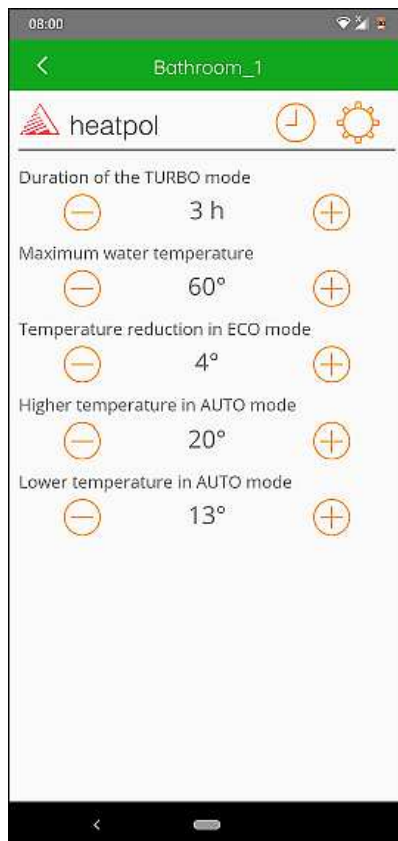 08:00
Bathroom_1
heatpol
Duration of the TURBO mode
3 h
Maximum water temperature
60°
Temperature reduction in ECO mode
4°
Higher temperature in AUTO mode
20°
Lower temperature in AUTO mode
13°